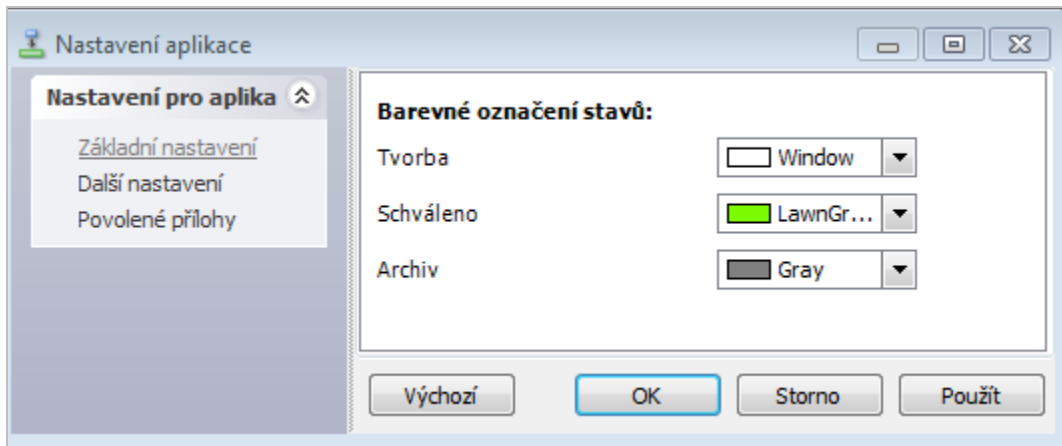 Nastavení aplikace
Nastavení pro aplika
Základní nastavení
Další nastavení
Povolené přílohy
Barevné označení stavů:
Tvorba Window
Schváleno LawnGr...
Archiv Gray
Výchozí OK Storno Použít